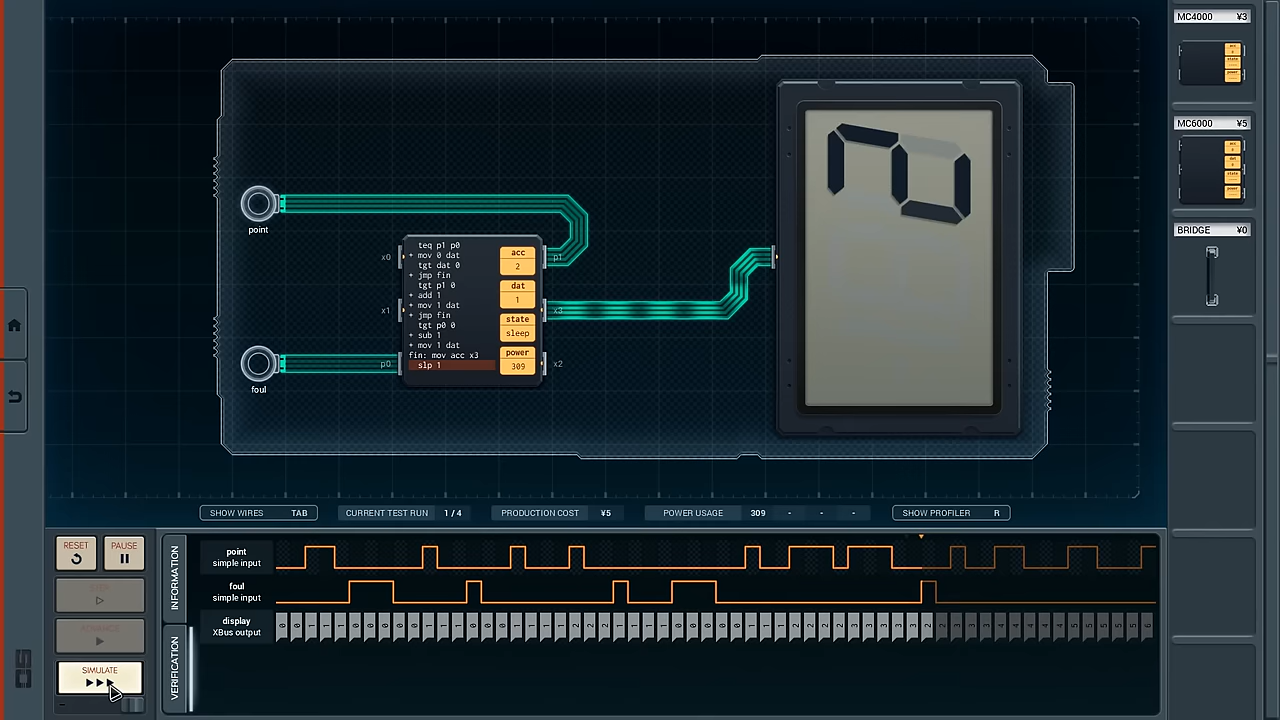 MC4000 ¥3
MC6000 ¥5
BRIDGE ¥0
point
foul
x0
x1
p0
p1
x3
x2
teq p1 p0
+ mov 0 dat
tgt dat 0
+ jmp fin
tgt p1 0
+ add 1
+ mov 1 dat
+ jmp fin
tgt p0 0
+ sub 1
+ mov 1 dat
fin: mov acc x3
slp 1
acc
2
dat
1
state
sleep
power
309
SHOW WIRES TAB
CURRENT TEST RUN 1 / 4
PRODUCTION COST ¥5
POWER USAGE 309 - - -
SHOW PROFILER R
RESET
PAUSE
STEP
ADVANCE
SIMULATE
INFORMATION
VERIFICATION
point
simple input
foul
simple input
display
XBus output